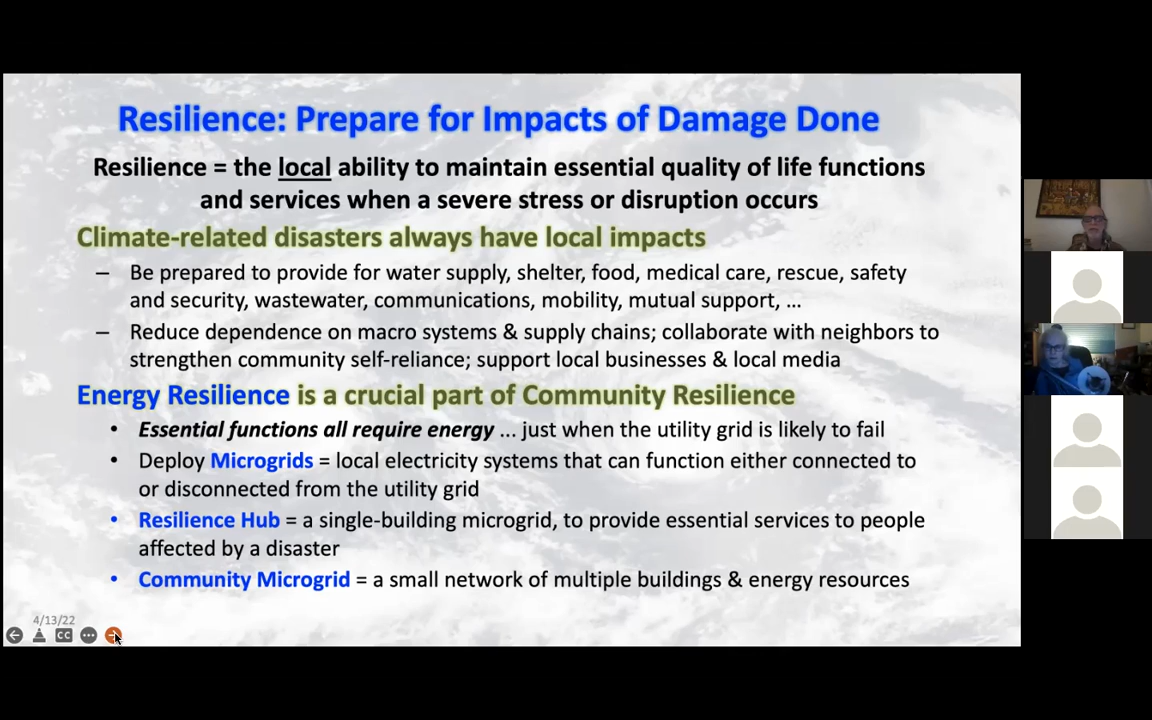 Resilience: Prepare for Impacts of Damage Done
Resilience = the local ability to maintain essential quality of life functions
and services when a severe stress or disruption occurs
Climate-related disasters always have local impacts
– Be prepared to provide for water supply, shelter, food, medical care, rescue, safety
and security, wastewater, communications, mobility, mutual support, ...
– Reduce dependence on macro systems & supply chains; collaborate with neighbors to
strengthen community self-reliance; support local businesses & local media
Energy Resilience is a crucial part of Community Resilience
• Essential functions all require energy ... just when the utility grid is likely to fail
• Deploy Microgrids = local electricity systems that can function either connected to
or disconnected from the utility grid
• Resilience Hub = a single-building microgrid, to provide essential services to people
affected by a disaster
• Community Microgrid = a small network of multiple buildings & energy resources
4/13/22
CC